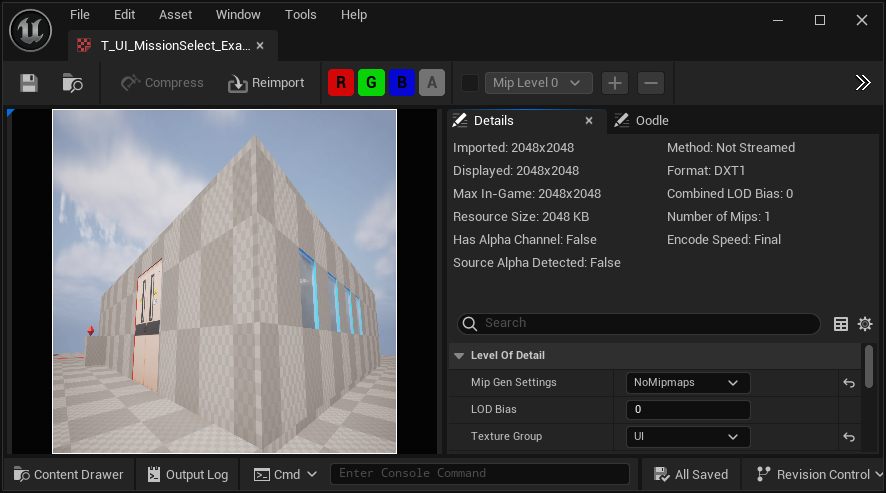 File Edit Asset Window Tools Help
T_UI_MissionSelect_Exa...
Compress Reimport R G B A Mip Level 0
Details Oodle
Imported: 2048x2048 Method: Not Streamed
Displayed: 2048x2048 Format: DXT1
Max In-Game: 2048x2048 Combined LOD Bias: 0
Resource Size: 2048 KB Number of Mips: 1
Has Alpha Channel: False Encode Speed: Final
Source Alpha Detected: False
Search
Level Of Detail
Mip Gen Settings NoMipmaps
LOD Bias 0
Texture Group UI
Content Drawer Output Log Cmd Enter Console Command All Saved Revision Control